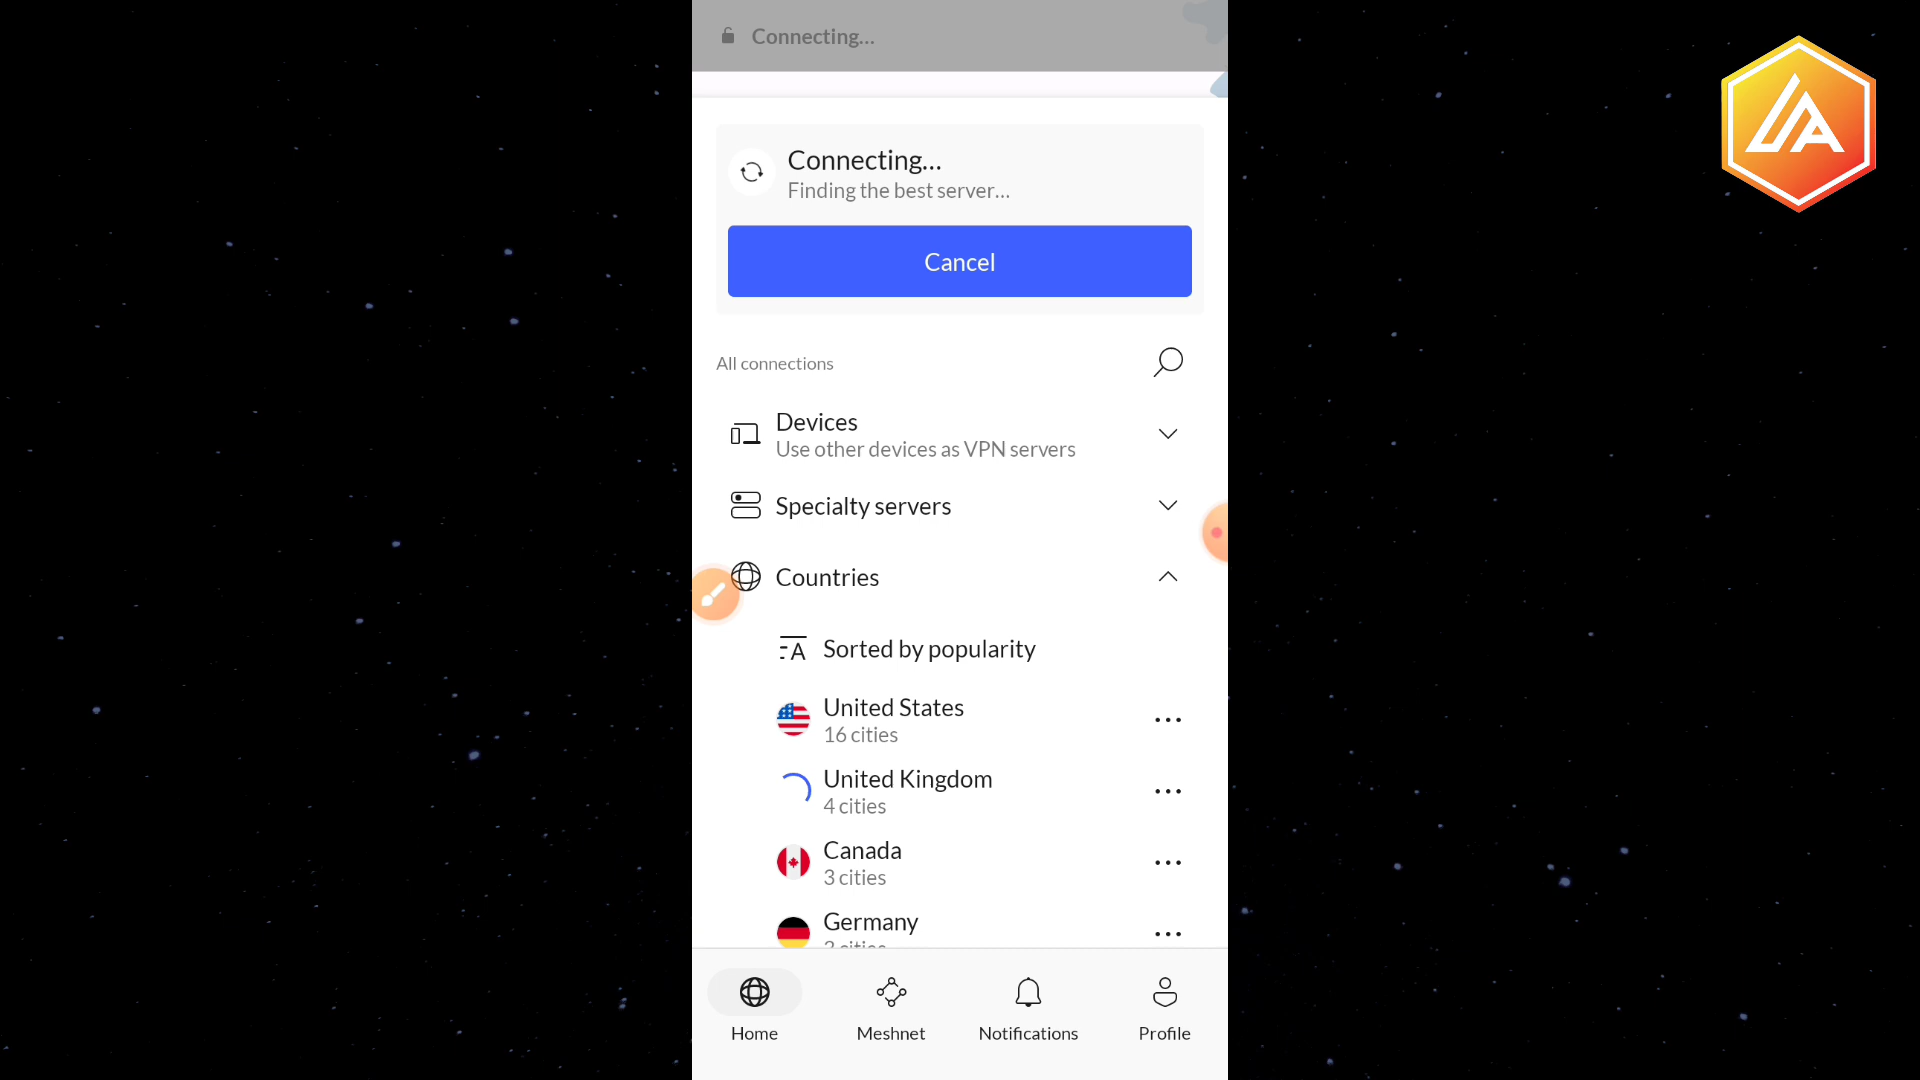 Connecting...
Connecting...
Finding the best server...
Cancel
All connections
Devices
Use other devices as VPN servers
Specialty servers
Countries
Sorted by popularity
United States
16 cities
United Kingdom
4 cities
Canada
3 cities
Germany
Home
Meshnet
Notifications
Profile